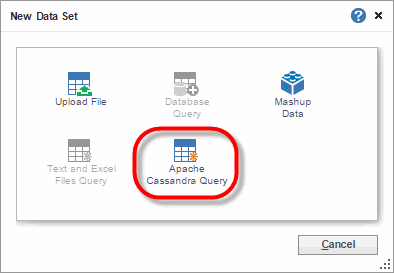 New Data Set
Upload File
Database
Query
Mashup
Data
Text and Excel
Files Query
Apache
Cassandra Query
Cancel